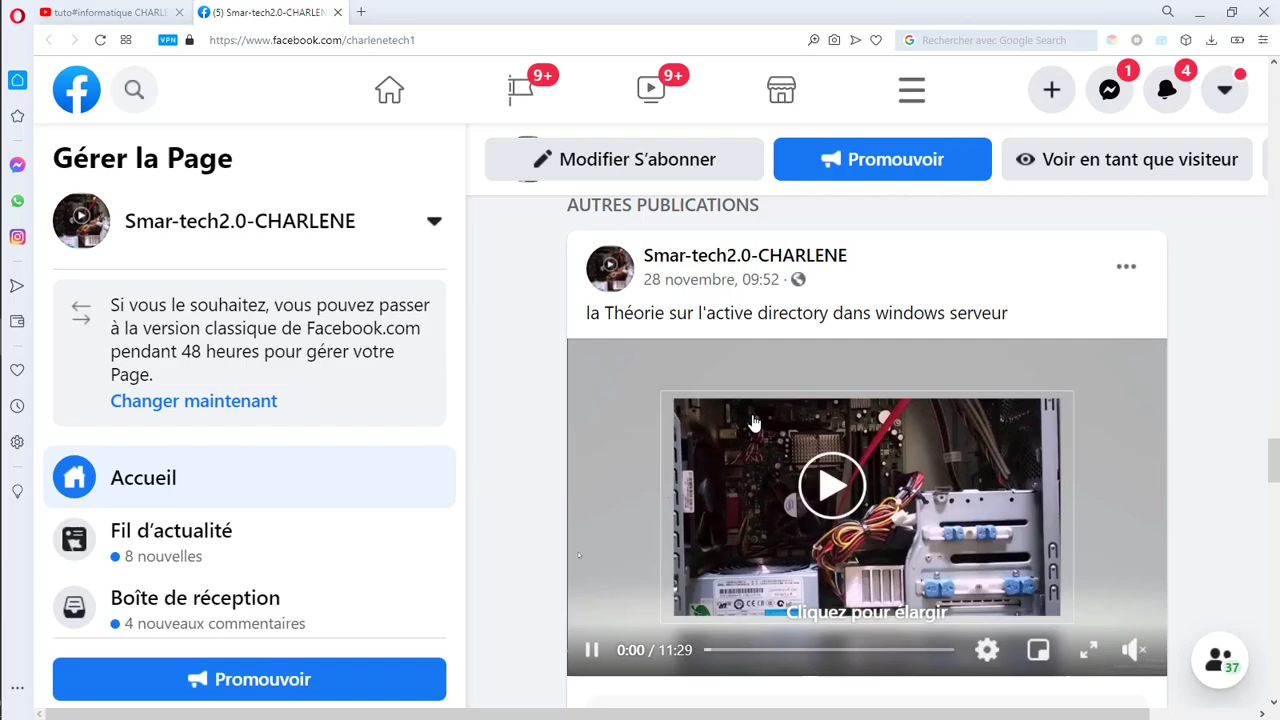 tuto#informatique CHARL
(5) Smar-tech2.0-CHARLEN
VPN
https://www.facebook.com/charlenetech1
Rechercher avec Google Search
9+
9+
1
4
Gérer la Page
Smar-tech2.0-CHARLENE
Si vous le souhaitez, vous pouvez passer
à la version classique de Facebook.com
pendant 48 heures pour gérer votre
Page.
Changer maintenant
Accueil
Fil d’actualité
8 nouvelles
Boîte de réception
4 nouveaux commentaires
Promouvoir
Modifier S’abonner
Promouvoir
Voir en tant que visiteur
AUTRES PUBLICATIONS
Smar-tech2.0-CHARLENE
28 novembre, 09:52
la Théorie sur l'active directory dans windows serveur
Cliquez pour élargir
0:00 / 11:29
37